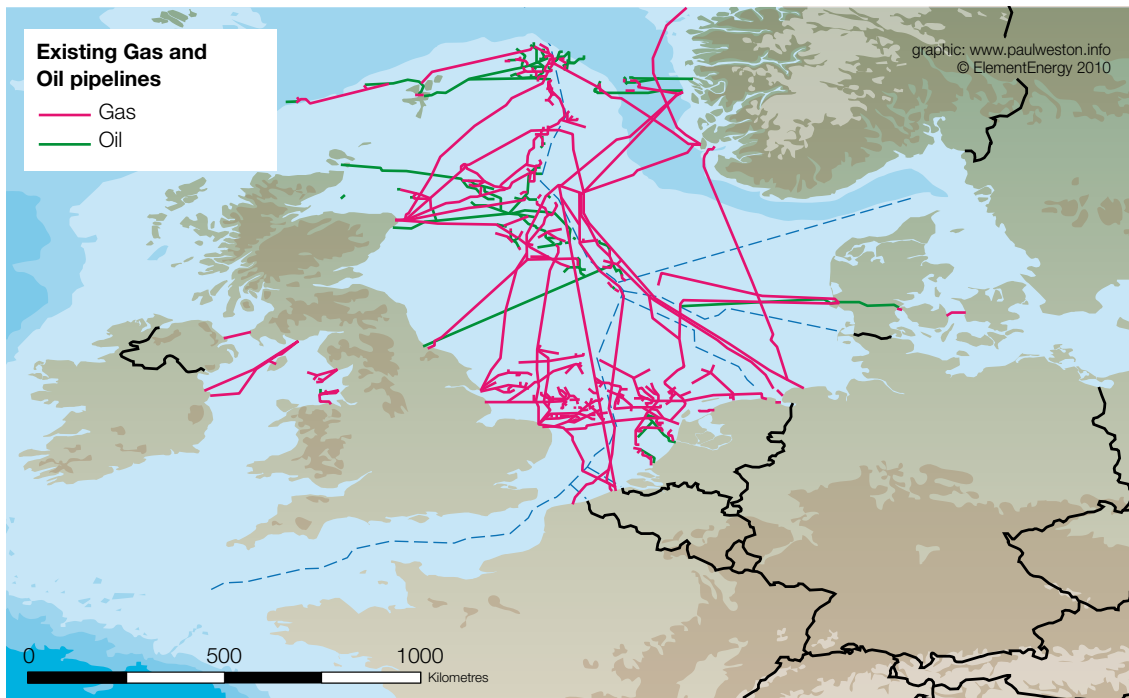 Existing Gas and
Oil pipelines
Gas
Oil
graphic: www.paulweston.info
© ElementEnergy 2010
0 500 1000
Kilometres